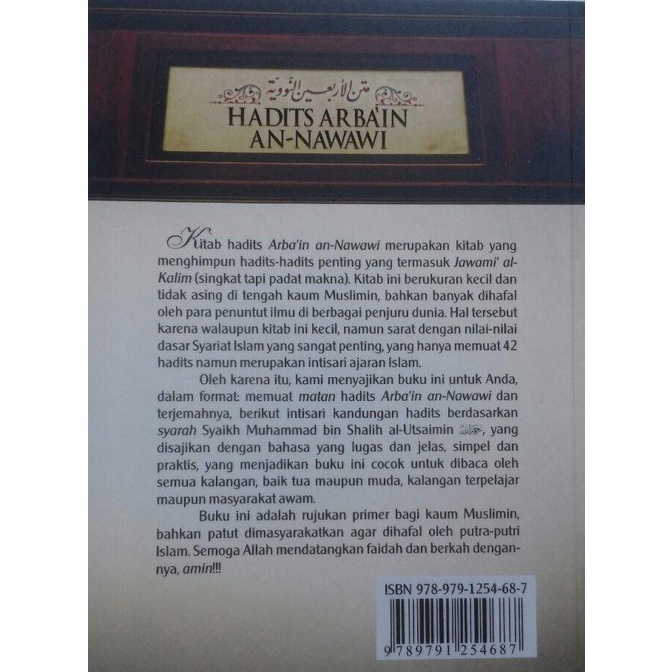 متن الأربعين النووية
HADITS ARBA'IN
AN-NAWAWI
Kitab hadits Arba'in an-Nawawi merupakan kitab yang
menghimpun hadits-hadits penting yang termasuk Jawami' al-
Kalim (singkat tapi padat makna). Kitab ini berukuran kecil dan
tidak asing di tengah kaum Muslimin, bahkan banyak dihafal
oleh para penuntut ilmu di berbagai penjuru dunia. Hal tersebut
karena walaupun kitab ini kecil, namun sarat dengan nilai-nilai
dasar Syariat Islam yang sangat penting, yang hanya memuat 42
hadits namun merupakan intisari ajaran Islam.
Oleh karena itu, kami menyajikan buku ini untuk Anda,
dalam format: memuat matan hadits Arba'in an-Nawawi dan
terjemahnya, berikut intisari kandungan hadits berdasarkan
syarah Syaikh Muhammad bin Shalih al-Utsaimin , yang
disajikan dengan bahasa yang lugas dan jelas, simpel dan
praktis, yang menjadikan buku ini cocok untuk dibaca oleh
semua kalangan, baik tua maupun muda, kalangan terpelajar
maupun masyarakat awam.
Buku ini adalah rujukan primer bagi kaum Muslimin,
bahkan patut dimasyarakatkan agar dihafal oleh putra-putri
Islam. Semoga Allah mendatangkan faidah dan berkah dengan-
nya, amin!!!
ISBN 978-979-1254-68-7
9 789791 254687